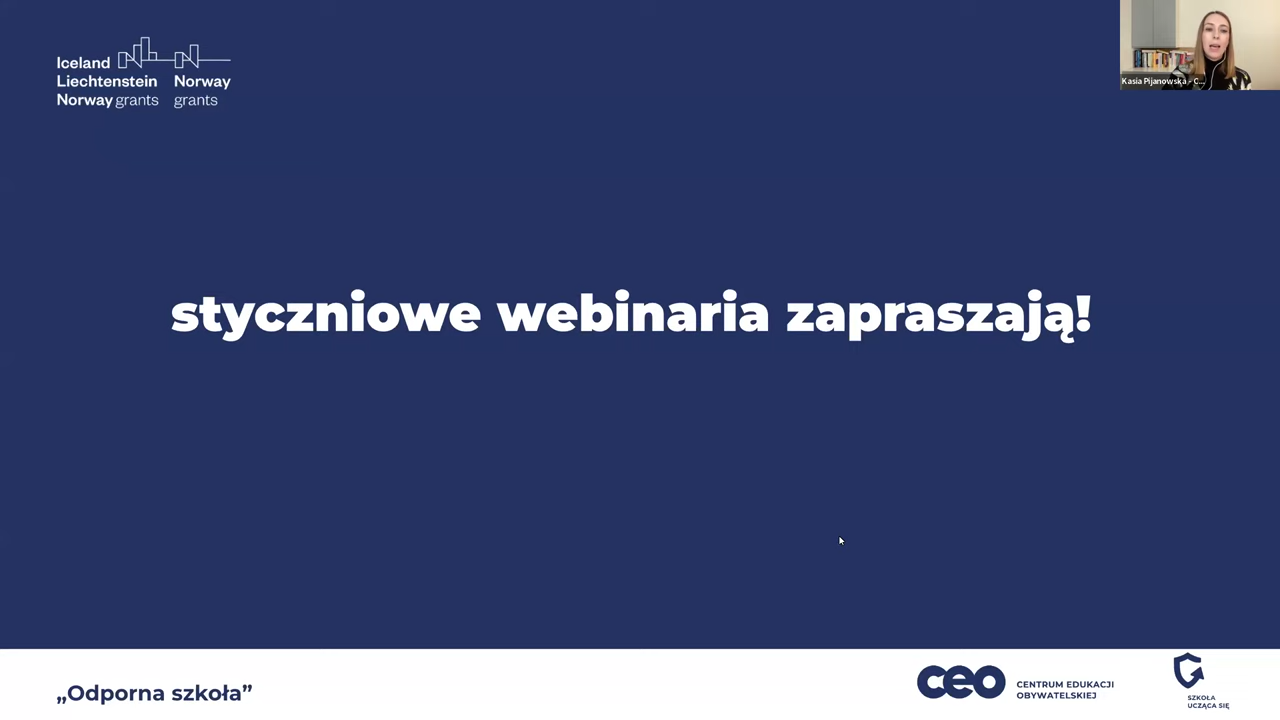 Iceland
Liechtenstein
Norway grants
Norway
grants
Kasia Pijanowska - C...
styczniowe webinaria zapraszają!
„Odporna szkoła”
ceo
CENTRUM EDUKACJI
OBYWATELSKIEJ
SZKOŁA
UCZĄCA SIĘ